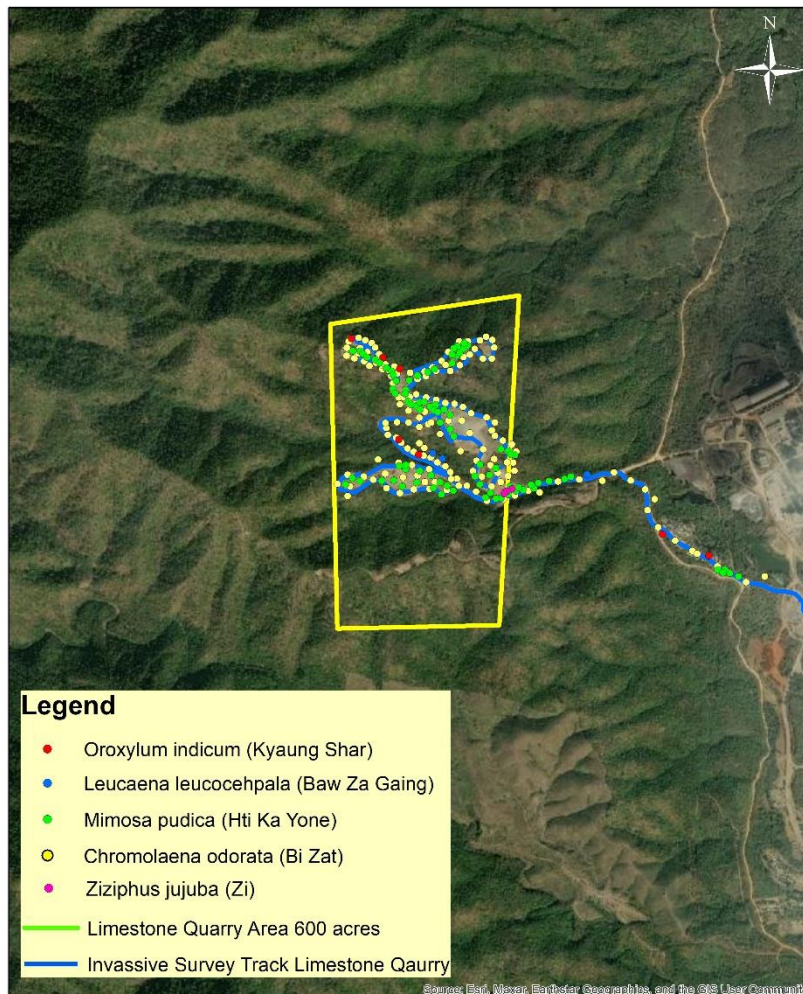 N
Legend
Oroxylum indicum (Kyaung Shar)
Leucaena leucocehpala (Baw Za Gaing)
Mimosa pudica (Hti Ka Yone)
Chromolaena odorata (Bi Zat)
Ziziphus jujuba (Zi)
Limestone Quarry Area 600 acres
Invassive Survey Track Limestone Qaurry
Source: Esri, Maxar, Earthstar Geographics, and the GIS User Community